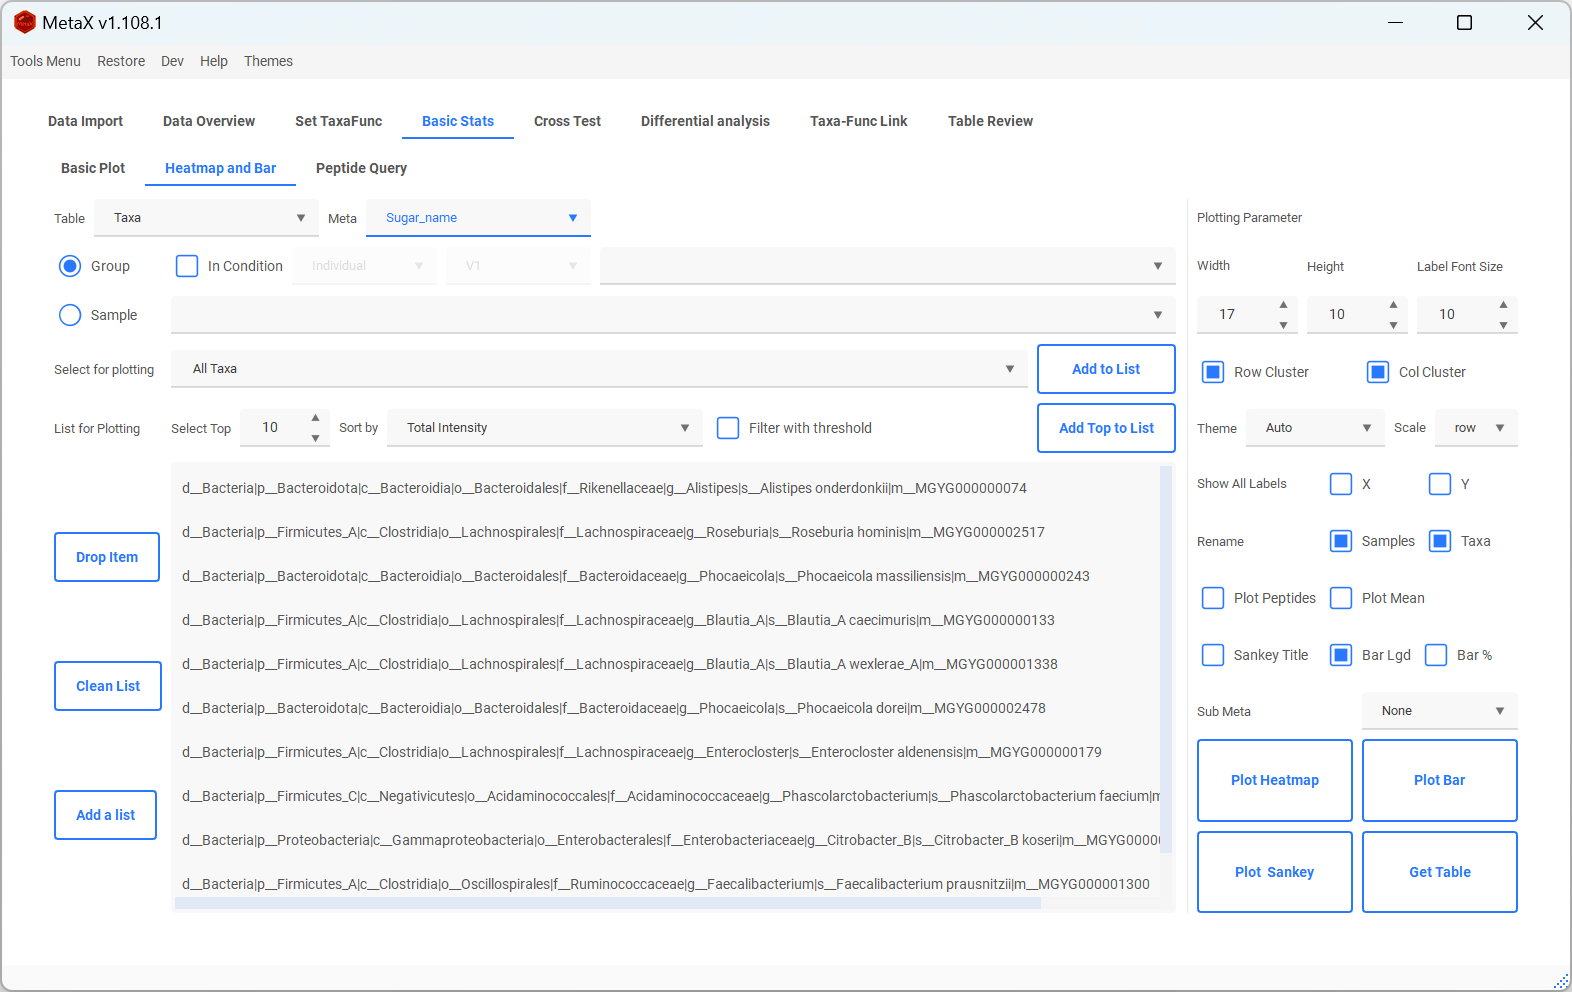 MetaX v1.108.1
Tools Menu Restore Dev Help Themes
Data Import Data Overview Set TaxaFunc Basic Stats Cross Test Differential analysis Taxa-Func Link Table Review
Basic Plot Heatmap and Bar Peptide Query
Table Taxa Meta Sugar_name Plotting Parameter
Group In Condition Individual V1 Width Height Label Font Size
Sample 17 10 10
Select for plotting All Taxa Add to List Row Cluster Col Cluster
List for Plotting Select Top 10 Sort by Total Intensity Filter with threshold Add Top to List Theme Auto Scale row
d__Bacteria|p__Bacteroidota|c__Bacteroidia|o__Bacteroidales|f__Rikenellaceae|g__Alistipes|s__Alistipes onderdonkii|m__MGYG000000074
Show All Labels X Y
d__Bacteria|p__Firmicutes_A|c__Clostridia|o__Lachnospirales|f__Lachnospiraceae|g__Roseburia|s__Roseburia hominis|m__MGYG000002517
Rename Samples Taxa
Drop Item
d__Bacteria|p__Bacteroidota|c__Bacteroidia|o__Bacteroidales|f__Bacteroidaceae|g__Phocaeicola|s__Phocaeicola massiliensis|m__MGYG000000243
Plot Peptides Plot Mean
d__Bacteria|p__Firmicutes_A|c__Clostridia|o__Lachnospirales|f__Lachnospiraceae|g__Blautia_A|s__Blautia_A caecimuris|m__MGYG000000133
d__Bacteria|p__Firmicutes_A|c__Clostridia|o__Lachnospirales|f__Lachnospiraceae|g__Blautia_A|s__Blautia_A wexlerae_A|m__MGYG000001338
Sankey Title Bar Lgd Bar %
Clean List
d__Bacteria|p__Bacteroidota|c__Bacteroidia|o__Bacteroidales|f__Bacteroidaceae|g__Phocaeicola|s__Phocaeicola dorei|m__MGYG000002478
Sub Meta None
d__Bacteria|p__Firmicutes_A|c__Clostridia|o__Lachnospirales|f__Lachnospiraceae|g__Enterocloster|s__Enterocloster aldenensis|m__MGYG000000179
Plot Heatmap Plot Bar
d__Bacteria|p__Firmicutes_C|c__Negativicutes|o__Acidaminococcales|f__Acidaminococcaceae|g__Phascolarctobacterium|s__Phascolarctobacterium faecium|m
Add a list
d__Bacteria|p__Proteobacteria|c__Gammaproteobacteria|o__Enterobacterales|f__Enterobacteriaceae|g__Citrobacter_B|s__Citrobacter_B koseri|m__MGYG0000
Plot Sankey Get Table
d__Bacteria|p__Firmicutes_A|c__Clostridia|o__Oscillospirales|f__Ruminococcaceae|g__Faecalibacterium|s__Faecalibacterium prausnitzii|m__MGYG000001300